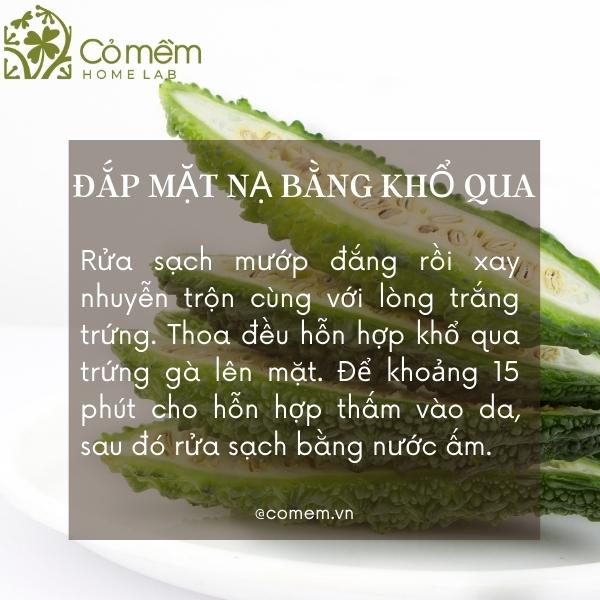 Cỏ mềm
HOME LAB
ĐẮP MẶT NẠ BẰNG KHỔ QUA
Rửa sạch mướp đắng rồi xay
nhuyễn trộn cùng với lòng trắng
trứng. Thoa đều hỗn hợp khổ qua
trứng gà lên mặt. Để khoảng 15
phút cho hỗn hợp thấm vào da,
sau đó rửa sạch bằng nước ấm.
@comem.vn